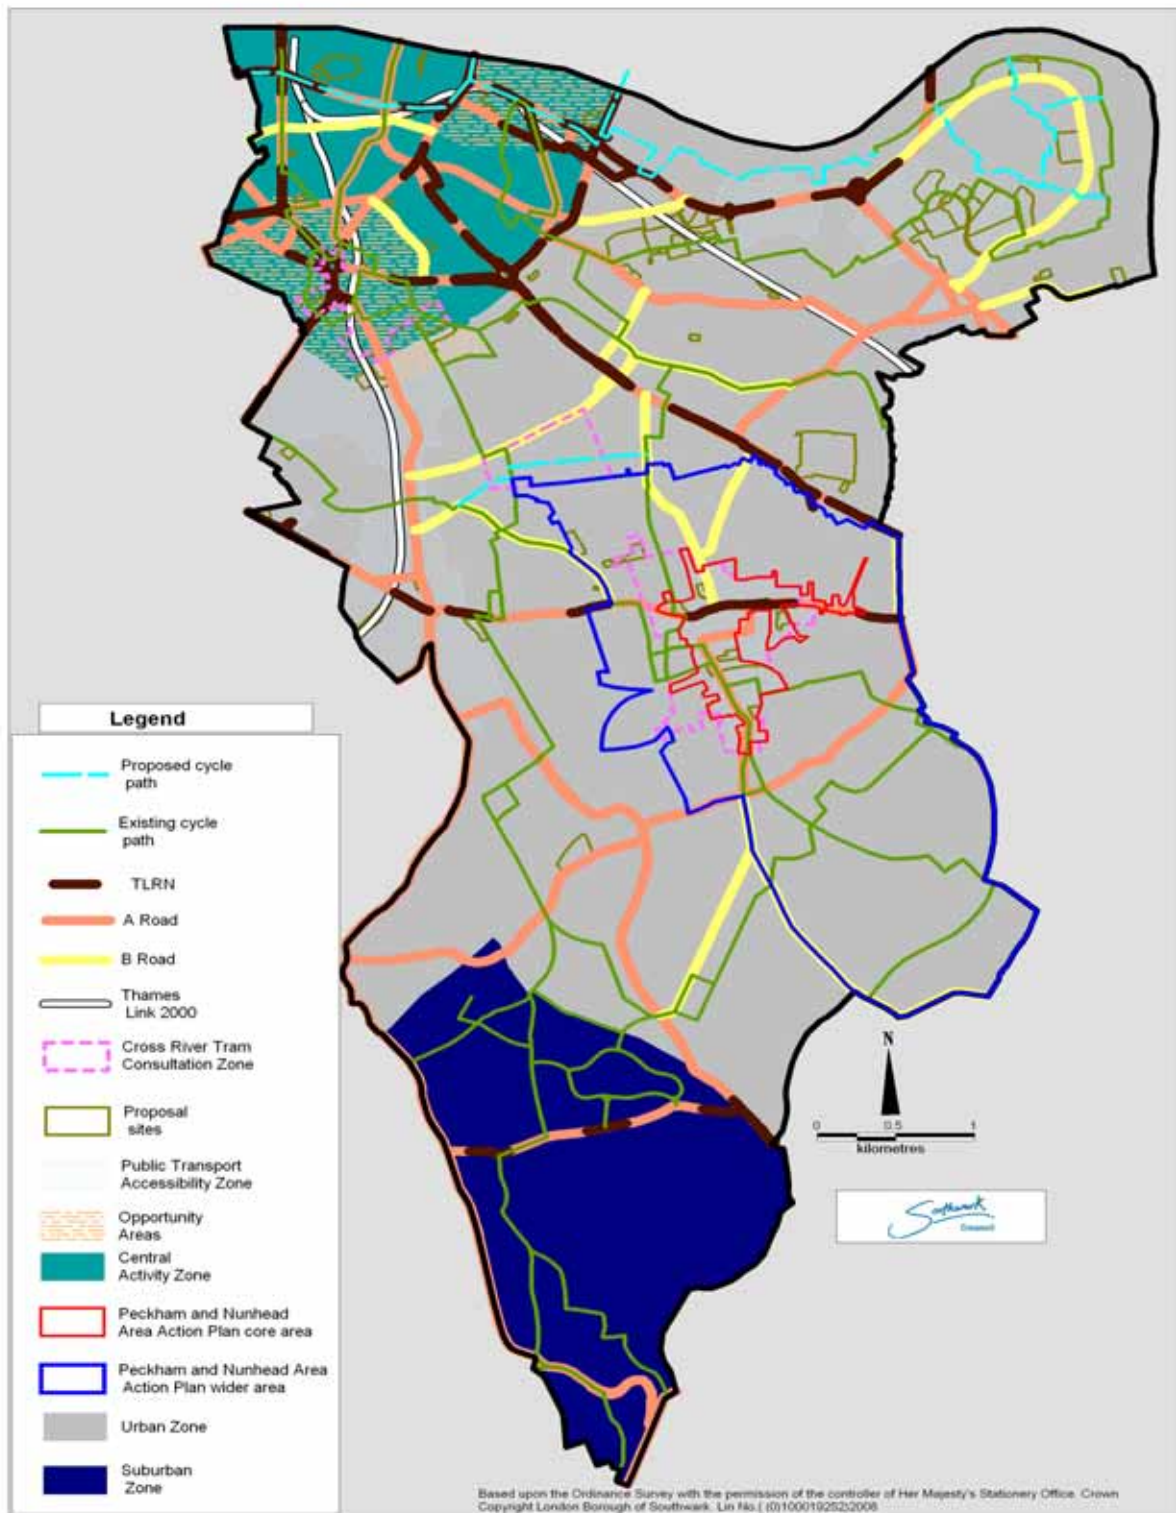 Legend
Proposed cycle
path
Existing cycle
path
TLRN
A Road
B Road
Thames
Link 2000
Cross River Tram
Consultation Zone
Proposal
sites
Public Transport
Accessibility Zone
Opportunity
Areas
Central
Activity Zone
Peckham and Nunhead
Area Action Plan core area
Peckham and Nunhead Area
Action Plan wider area
Urban Zone
Suburban
Zone
N
0 0.5 1
kilometres
Southwark
Council
Based upon the Ordinance Survey with the permission of the controller of Her Majesty's Stationery Office. Crown
Copyright London Borough of Southwark. Lin No.( (0)100019252)2008